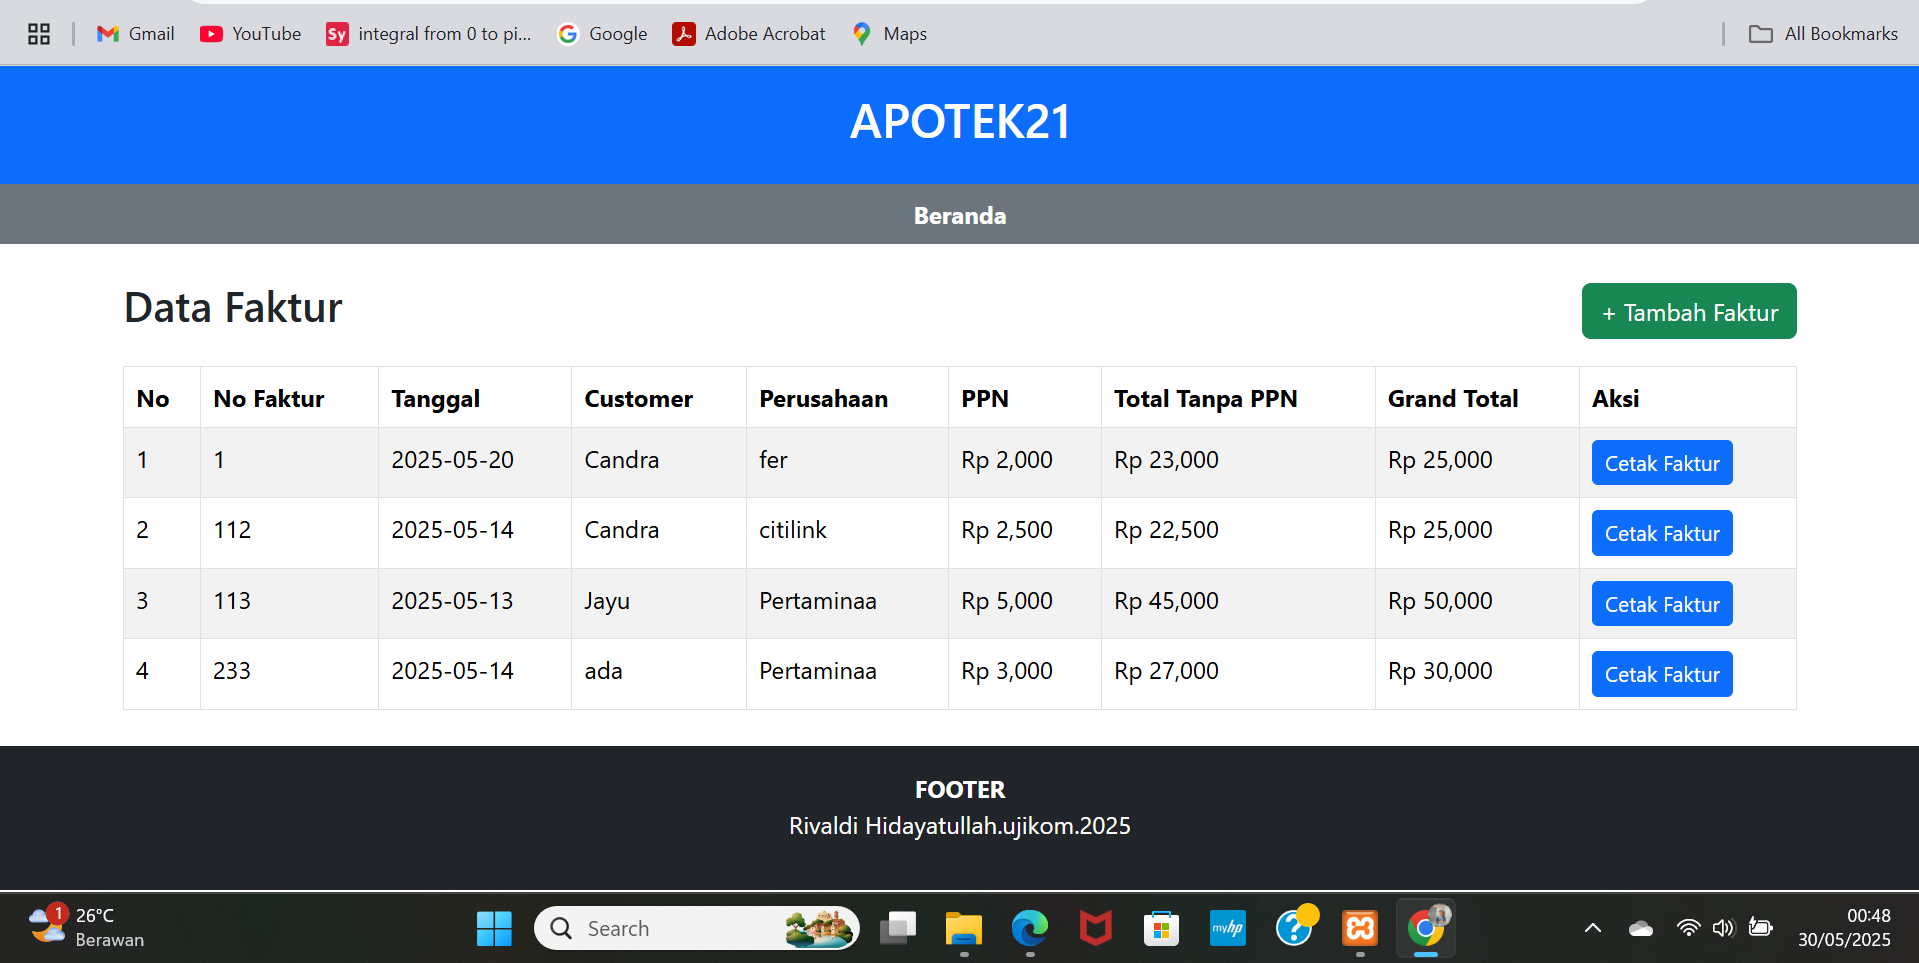 Gmail YouTube Sy integral from 0 to pi... Google Adobe Acrobat Maps All Bookmarks
APOTEK21
Beranda
Data Faktur + Tambah Faktur
No No Faktur Tanggal Customer Perusahaan PPN Total Tanpa PPN Grand Total Aksi
1 1 2025-05-20 Candra fer Rp 2,000 Rp 23,000 Rp 25,000 Cetak Faktur
2 112 2025-05-14 Candra citilink Rp 2,500 Rp 22,500 Rp 25,000 Cetak Faktur
3 113 2025-05-13 Jayu Pertaminaa Rp 5,000 Rp 45,000 Rp 50,000 Cetak Faktur
4 233 2025-05-14 ada Pertaminaa Rp 3,000 Rp 27,000 Rp 30,000 Cetak Faktur
FOOTER
Rivaldi Hidayatullah.ujikom.2025
1 26°C Search myhp ? 00:48
Berawan 30/05/2025